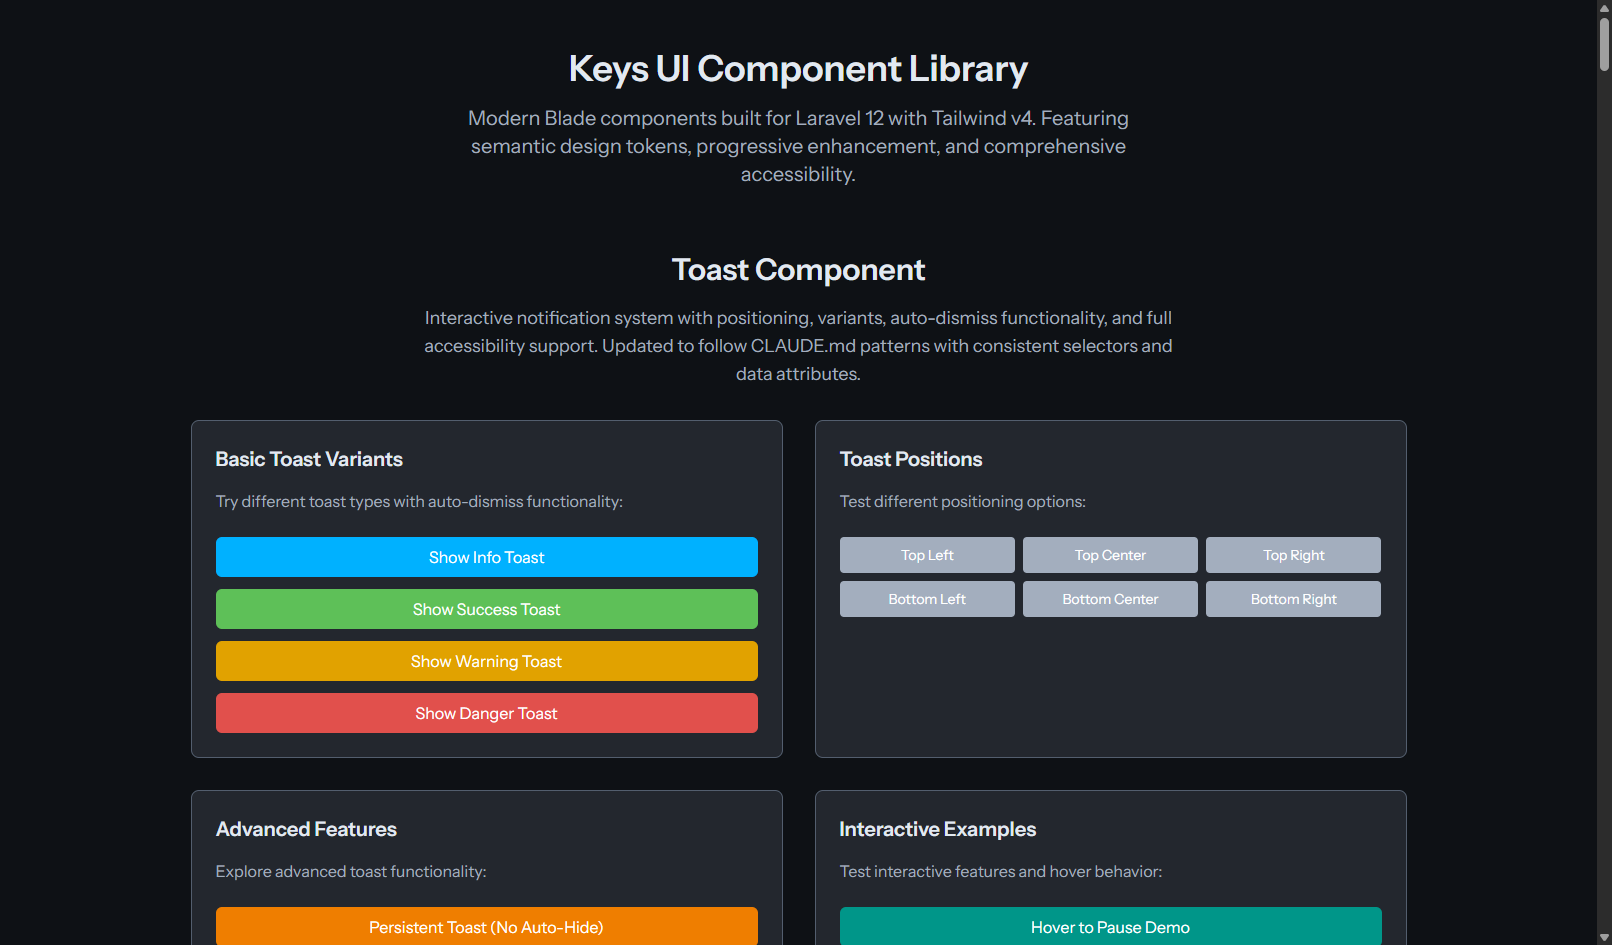 Keys UI Component Library
Modern Blade components built for Laravel 12 with Tailwind v4. Featuring
semantic design tokens, progressive enhancement, and comprehensive
accessibility.
Toast Component
Interactive notification system with positioning, variants, auto-dismiss functionality, and full
accessibility support. Updated to follow CLAUDE.md patterns with consistent selectors and
data attributes.
Basic Toast Variants
Try different toast types with auto-dismiss functionality:
Show Info Toast
Show Success Toast
Show Warning Toast
Show Danger Toast
Toast Positions
Test different positioning options:
Top Left
Top Center
Top Right
Bottom Left
Bottom Center
Bottom Right
Advanced Features
Explore advanced toast functionality:
Persistent Toast (No Auto-Hide)
Interactive Examples
Test interactive features and hover behavior:
Hover to Pause Demo